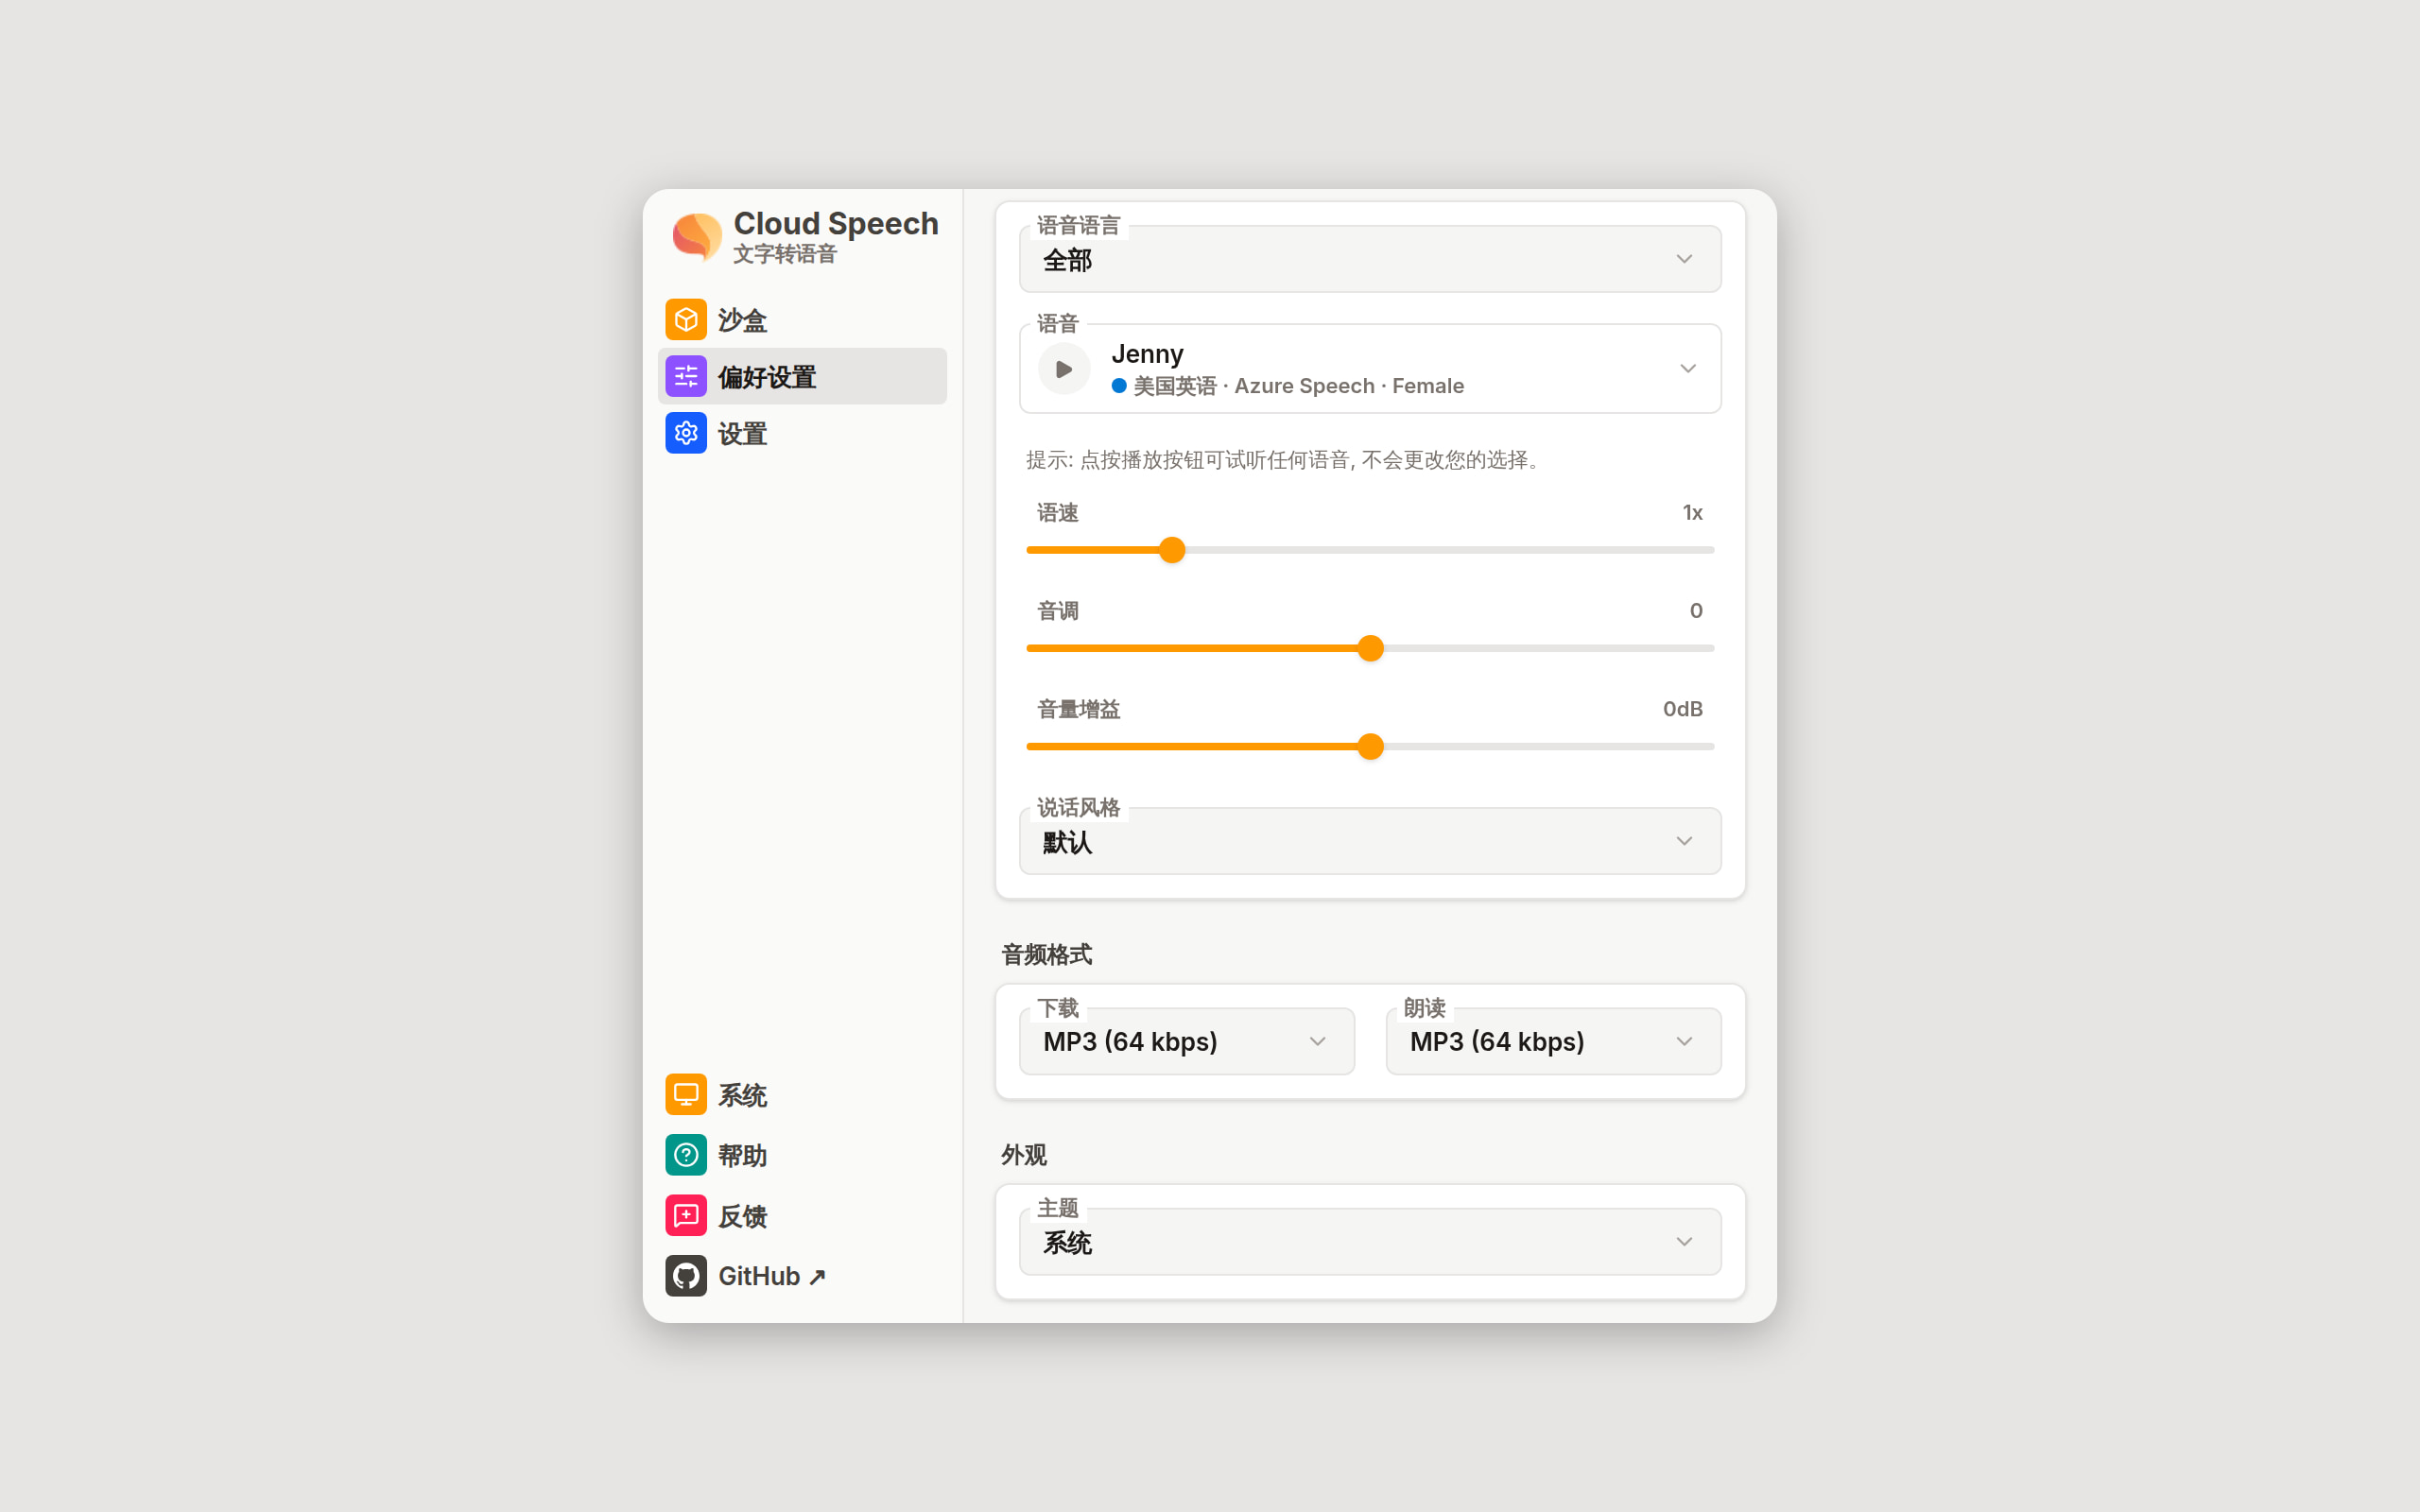 Cloud Speech
文字转语音
沙盒
偏好设置
设置
系统
帮助
反馈
GitHub ↗
语音语言
全部
语音
Jenny
美国英语 · Azure Speech · Female
提示: 点按播放按钮可试听任何语音, 不会更改您的选择。
语速 1x
音调 0
音量增益 0dB
说话风格
默认
音频格式
下载 朗读
MP3 (64 kbps) MP3 (64 kbps)
外观
主题
系统